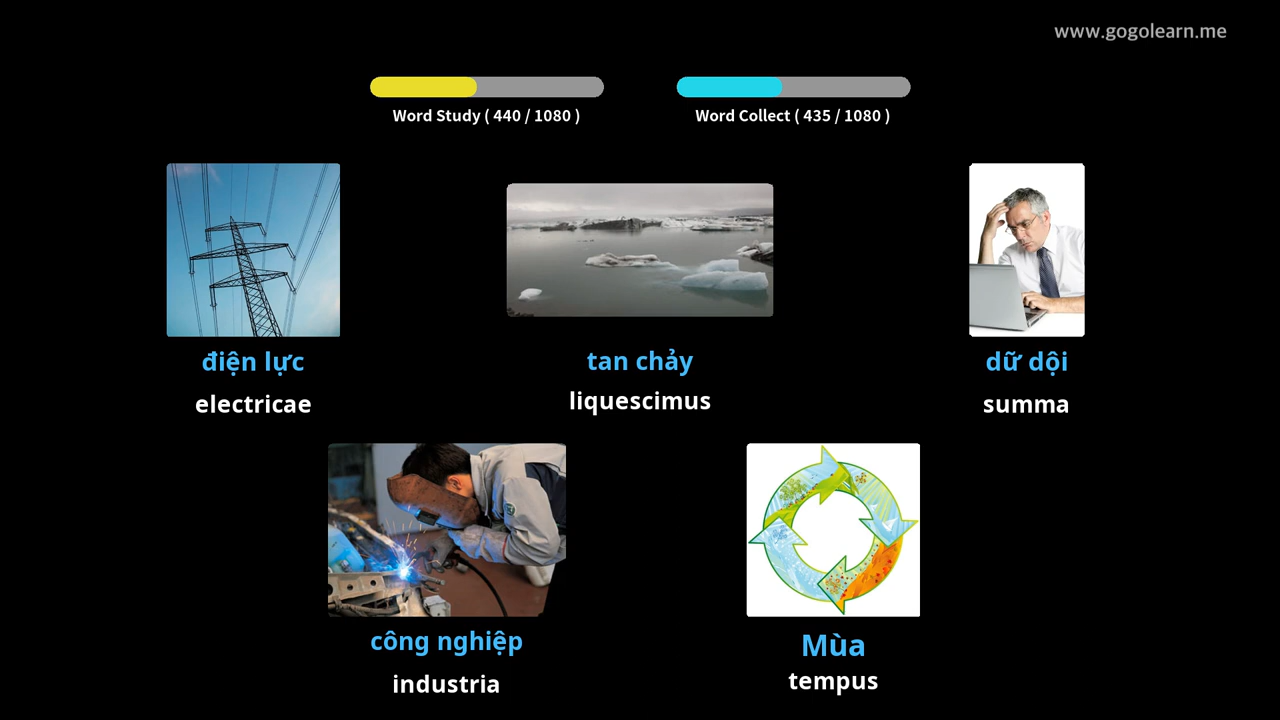 www.gogolearn.me
Word Study ( 440 / 1080 )
Word Collect ( 435 / 1080 )
điện lực
electricae
tan chảy
liquescimus
dữ dội
summa
công nghiệp
industria
Mùa
tempus